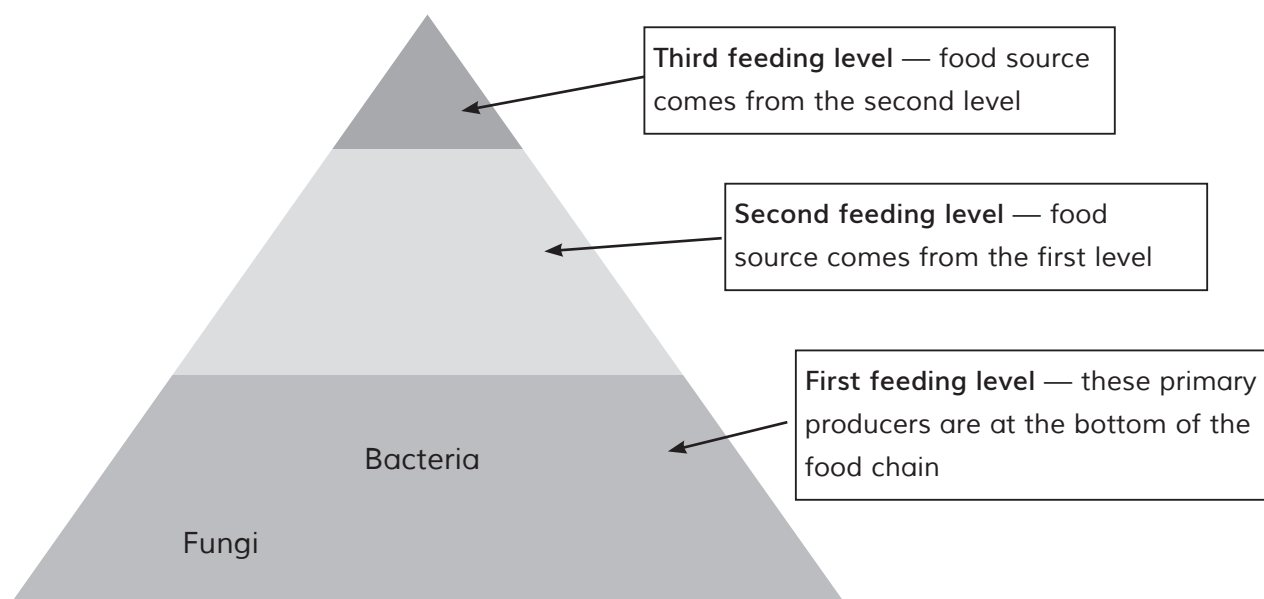 Third feeding level — food source
comes from the second level
Second feeding level — food
source comes from the first level
First feeding level — these primary
producers are at the bottom of the
food chain
Bacteria
Fungi